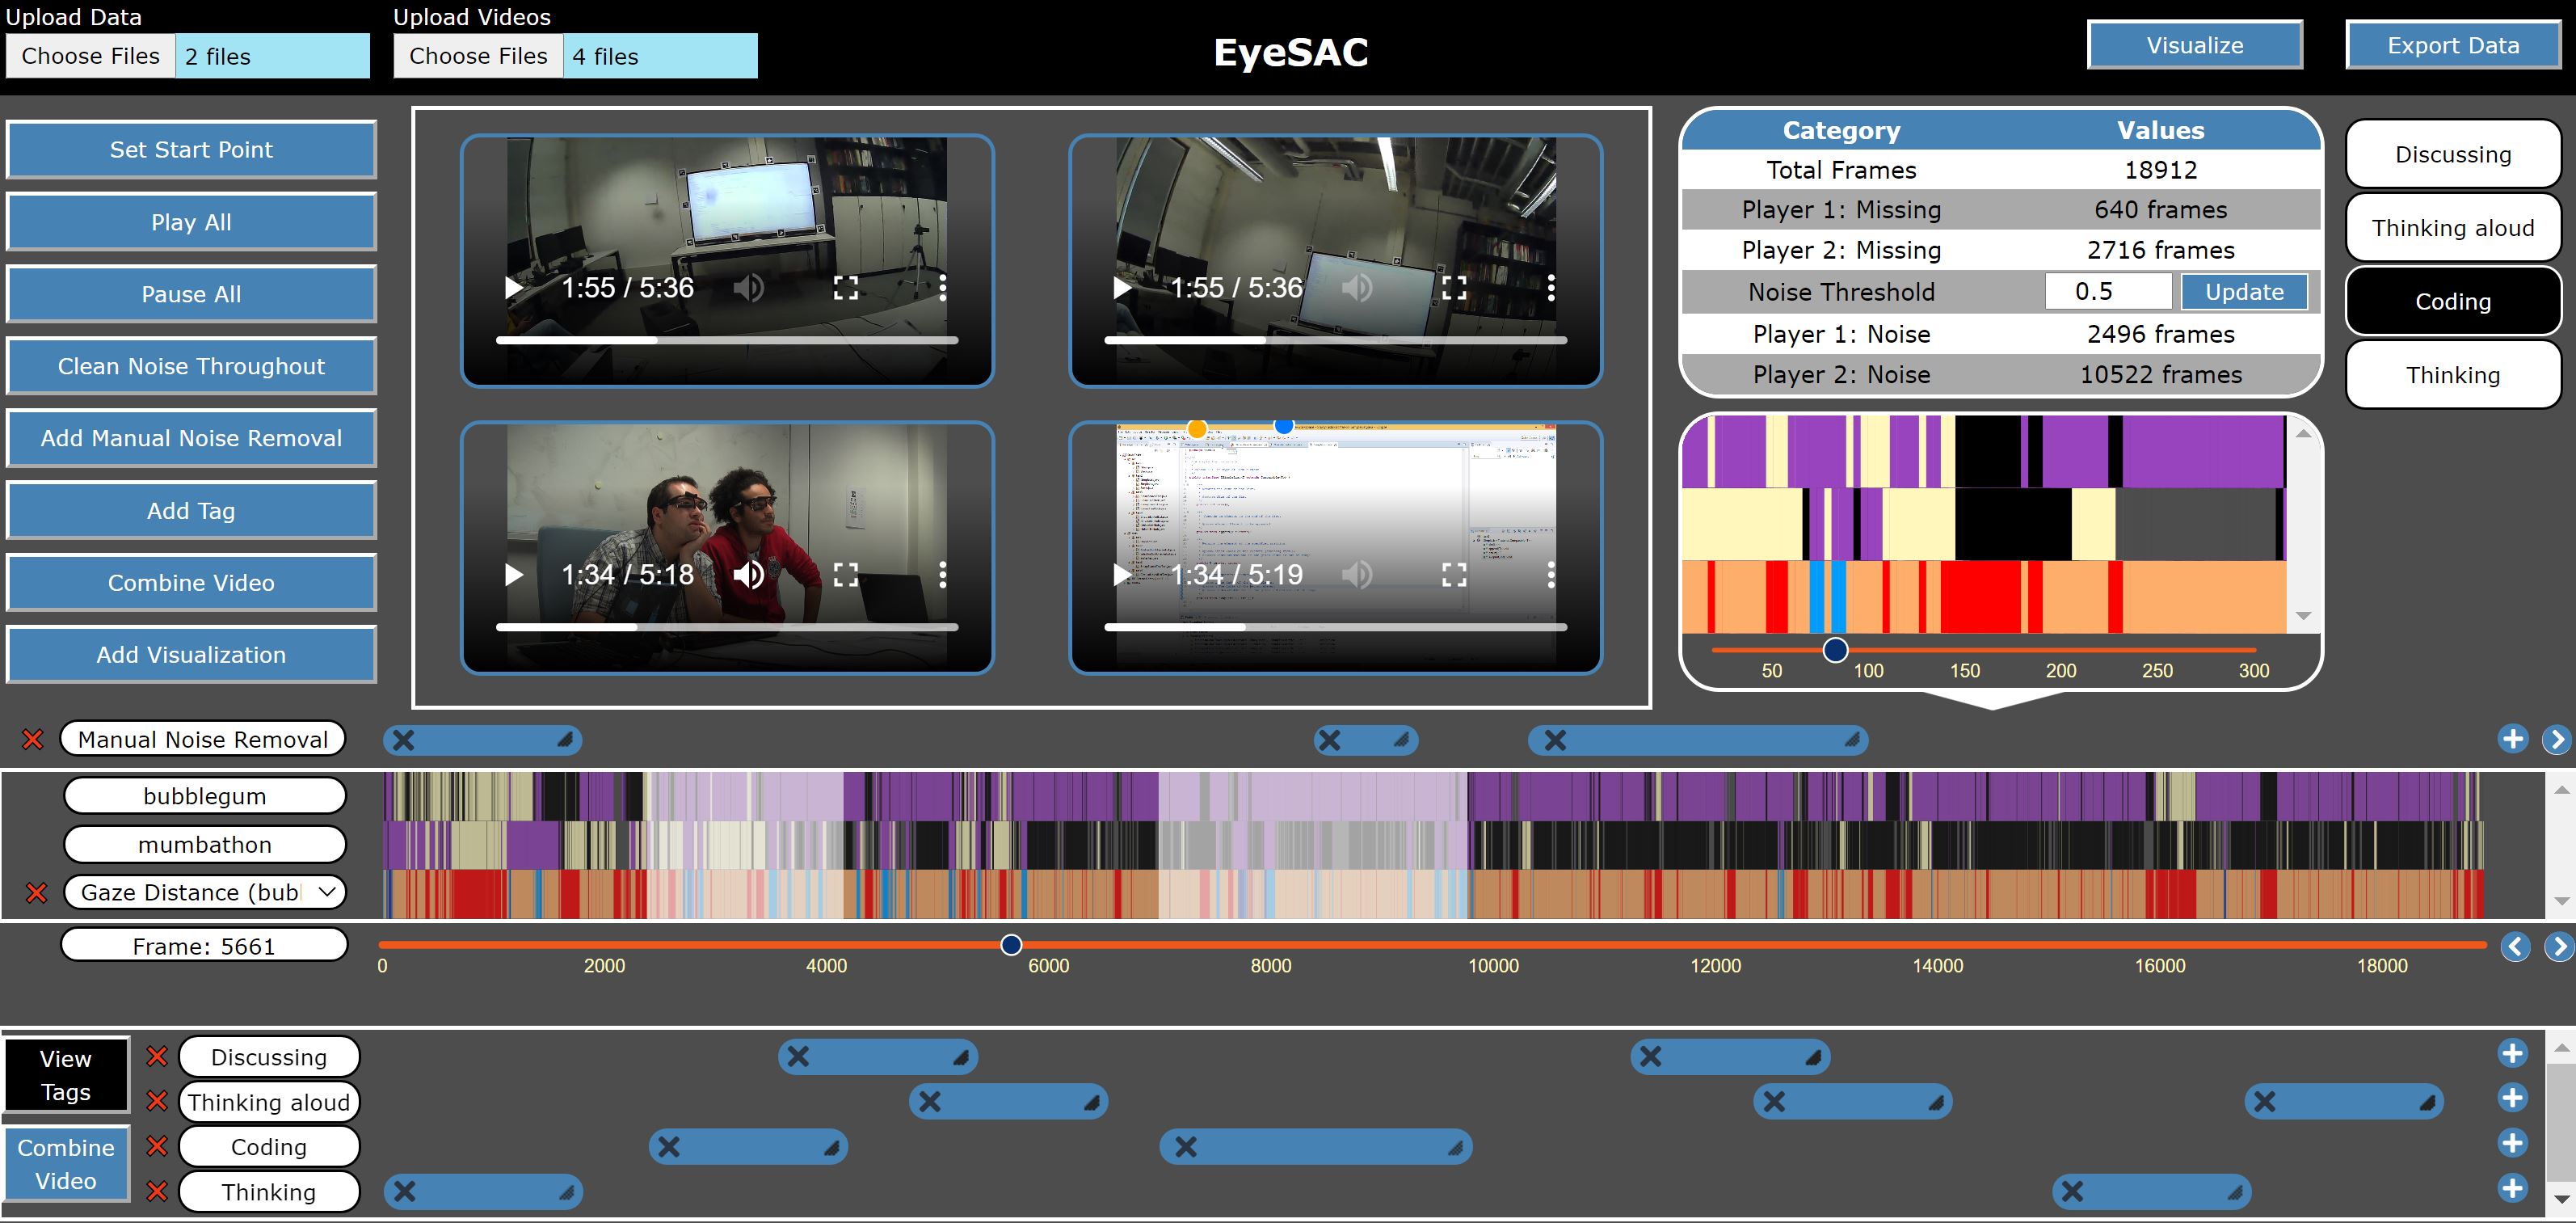 Upload Data
Choose Files 2 files
Upload Videos
Choose Files 4 files
EyeSAC
Visualize
Export Data
Set Start Point
Play All
Pause All
Clean Noise Throughout
Add Manual Noise Removal
Add Tag
Combine Video
Add Visualization
1:55 / 5:36
1:55 / 5:36
1:34 / 5:18
1:34 / 5:19
Category Values
Total Frames 18912
Player 1: Missing 640 frames
Player 2: Missing 2716 frames
Noise Threshold 0.5 Update
Player 1: Noise 2496 frames
Player 2: Noise 10522 frames
Discussing
Thinking aloud
Coding
Thinking
50 100 150 200 250 300
Manual Noise Removal
bubblegum
mumbathon
Gaze Distance (bubl
Frame: 5661
0 2000 4000 6000 8000 10000 12000 14000 16000 18000
View
Tags
Combine
Video
Discussing
Thinking aloud
Coding
Thinking